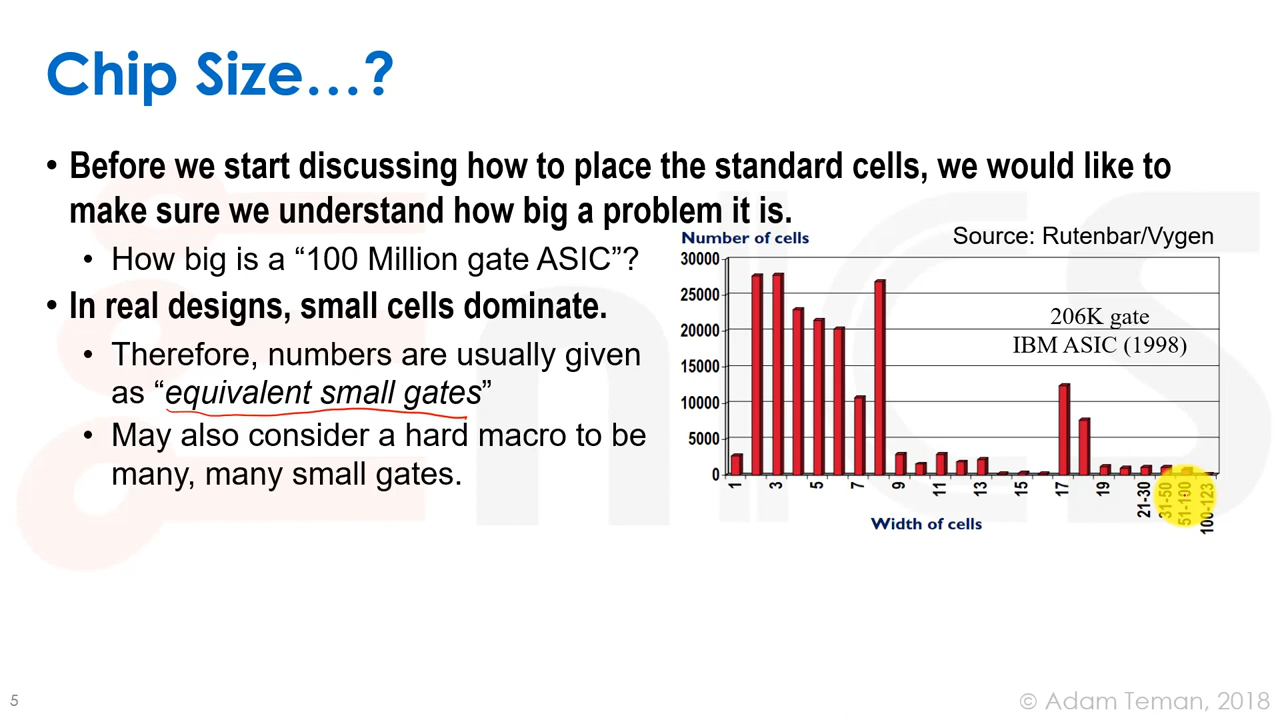 Chip Size…?
• Before we start discussing how to place the standard cells, we would like to
make sure we understand how big a problem it is.
• How big is a “100 Million gate ASIC”?
• In real designs, small cells dominate.
• Therefore, numbers are usually given
as “equivalent small gates”
• May also consider a hard macro to be
many, many small gates.
Number of cells
Source: Rutenbar/Vygen
30000
25000
20000
15000
10000
5000
0
206K gate
IBM ASIC (1998)
1 3 5 7 9 11 13 15 17 19 21-30 31-50 51-100 100-123
Width of cells
5
© Adam Teman, 2018